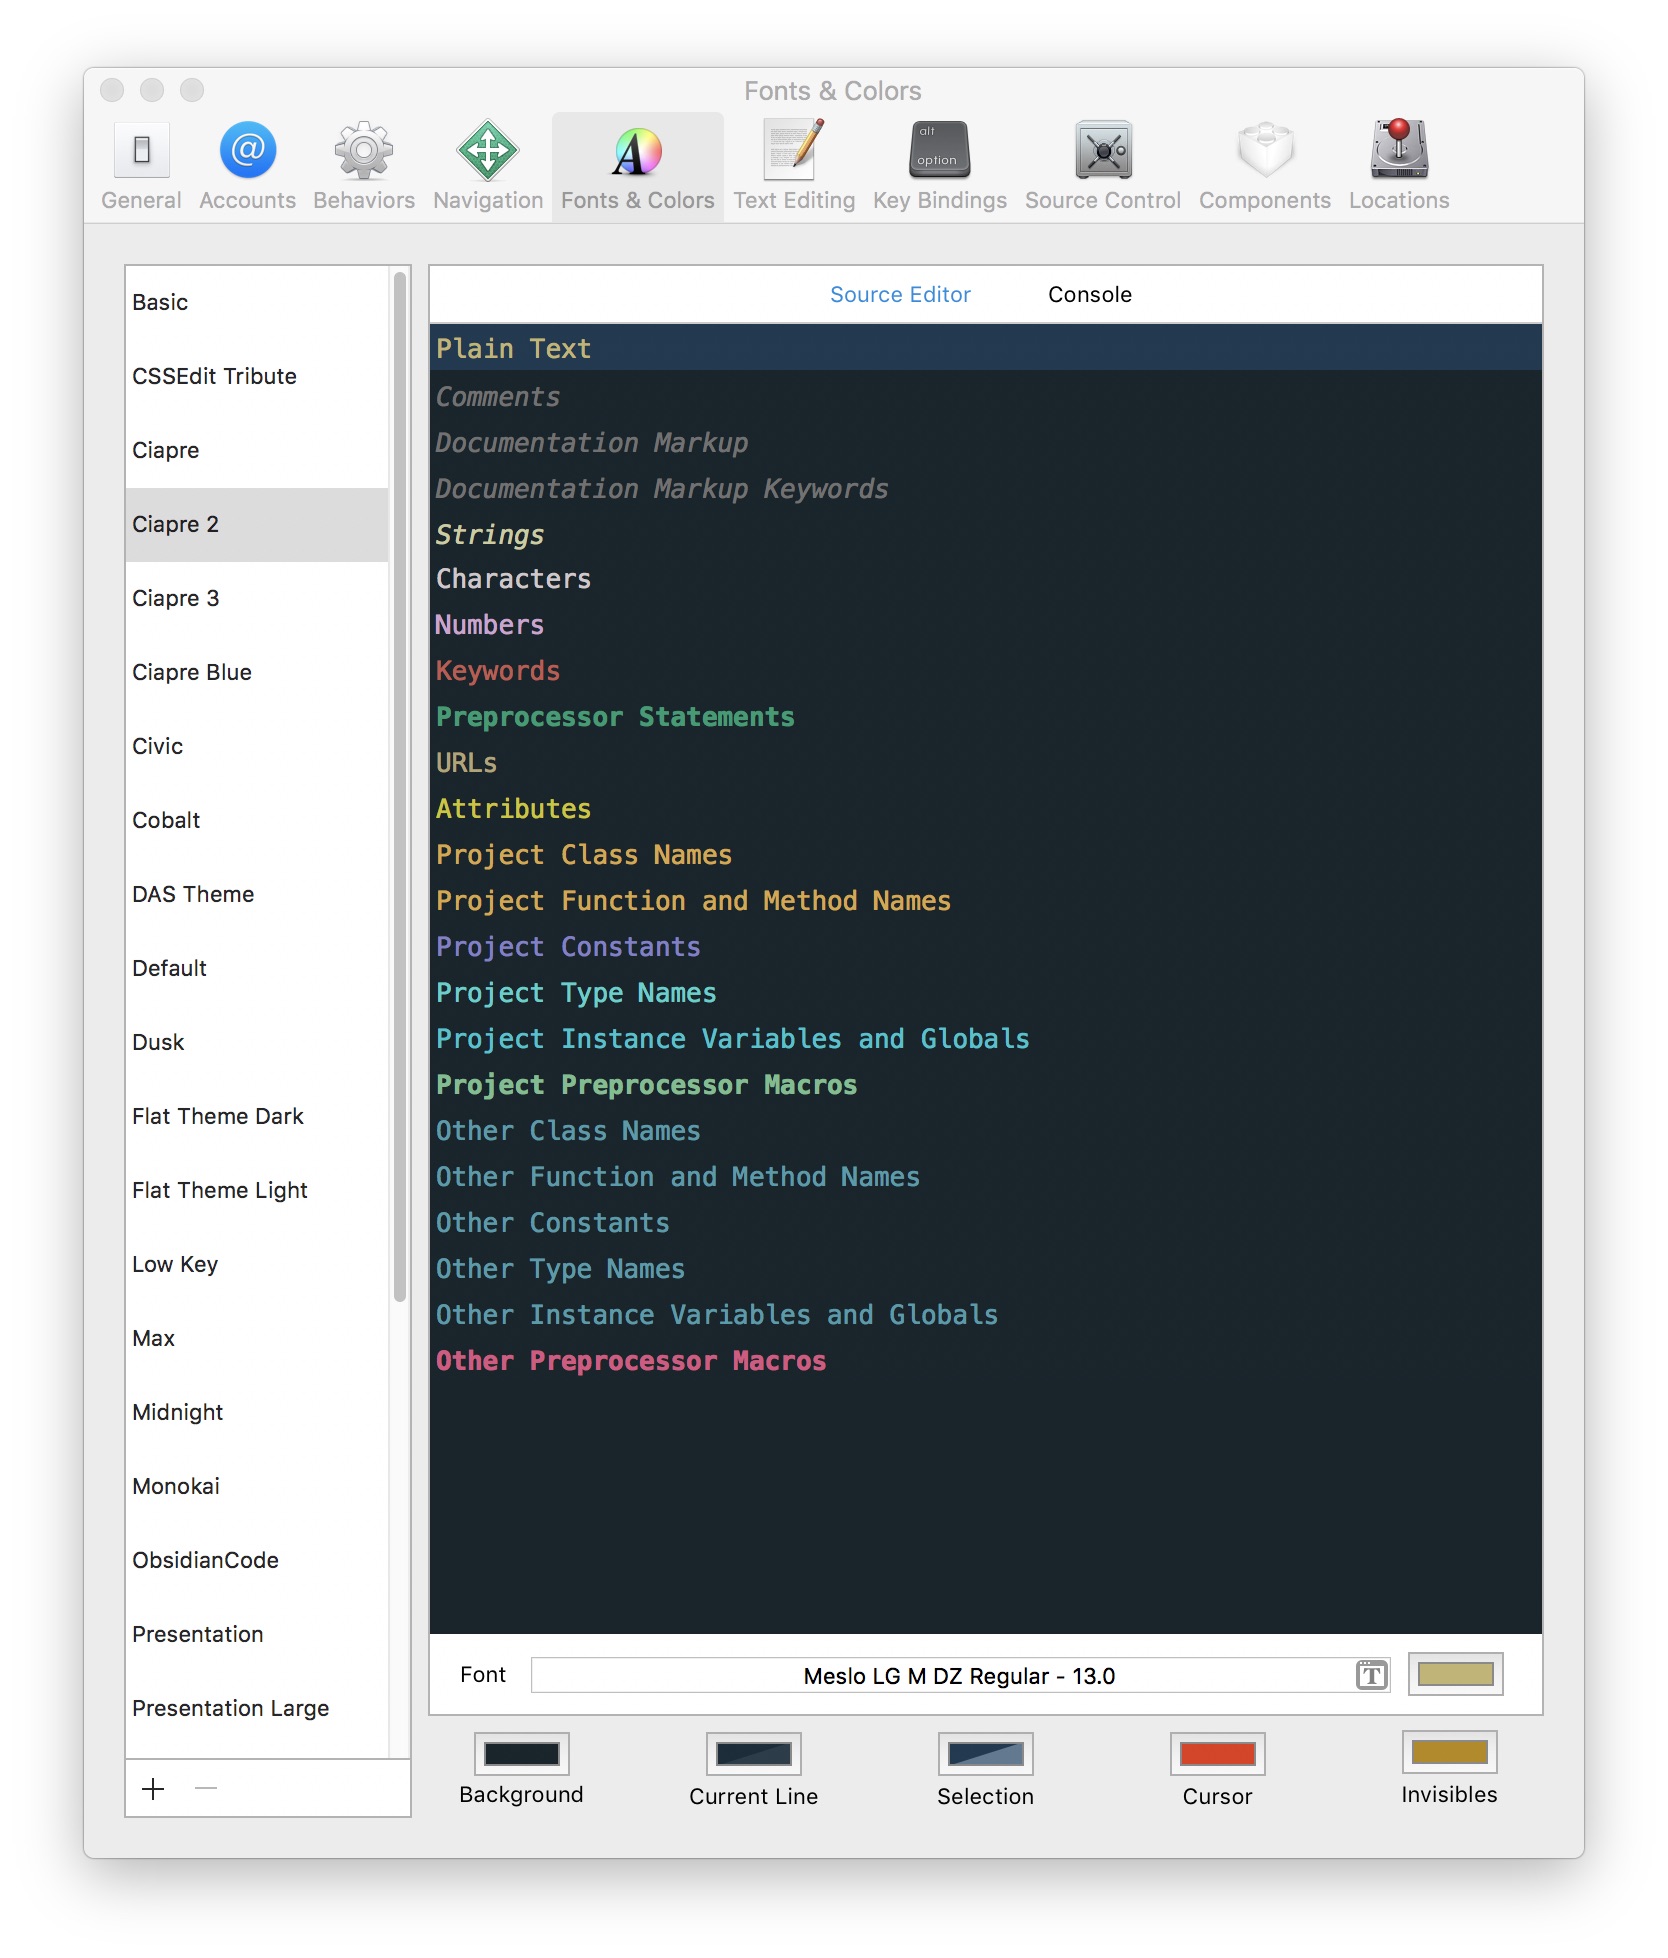 Fonts & Colors
alt
option
General Accounts Behaviors Navigation Fonts & Colors Text Editing Key Bindings Source Control Components Locations
Basic
CSSEdit Tribute
Ciapre
Ciapre 2
Ciapre 3
Ciapre Blue
Civic
Cobalt
DAS Theme
Default
Dusk
Flat Theme Dark
Flat Theme Light
Low Key
Max
Midnight
Monokai
ObsidianCode
Presentation
Presentation Large
Source Editor Console
Plain Text
Comments
Documentation Markup
Documentation Markup Keywords
Strings
Characters
Numbers
Keywords
Preprocessor Statements
URLs
Attributes
Project Class Names
Project Function and Method Names
Project Constants
Project Type Names
Project Instance Variables and Globals
Project Preprocessor Macros
Other Class Names
Other Function and Method Names
Other Constants
Other Type Names
Other Instance Variables and Globals
Other Preprocessor Macros
Font Meslo LG M DZ Regular - 13.0
Background Current Line Selection Cursor Invisibles